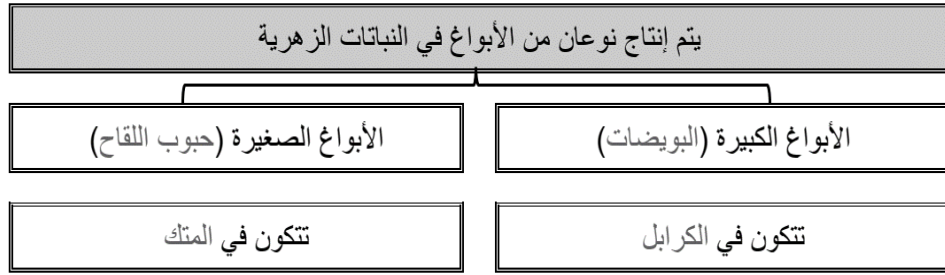 يتم إنتاج نوعان من الأبواغ في النباتات الزهرية
الأبواغ الكبيرة (البويضات)
الأبواغ الصغيرة (حبوب اللقاح)
تتكون في الكرابل
تتكون في المتك